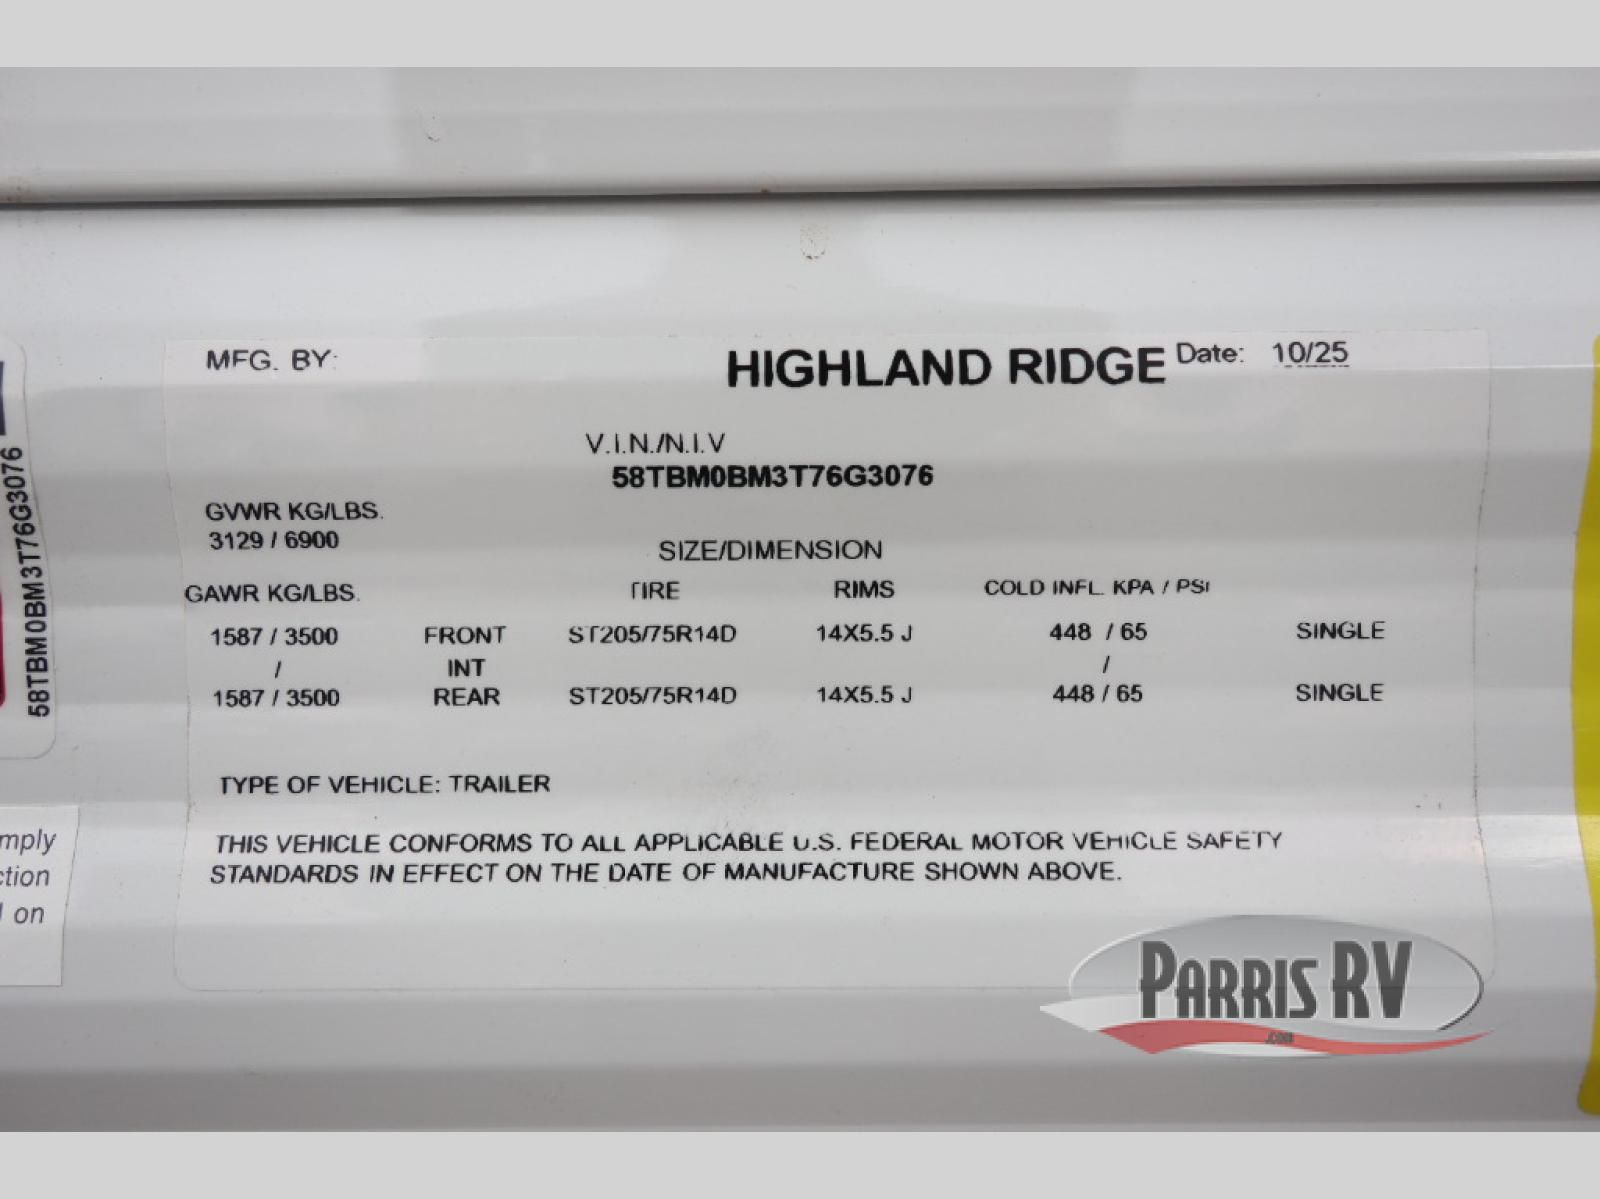 MFG. BY: HIGHLAND RIDGE Date: 10/25
V.I.N./N.I.V
58TBM0BM3T76G3076
GVWR KG/LBS.
3129 / 6900
SIZE/DIMENSION
GAWR KG/LBS. TIRE RIMS COLD INFL. KPA / PSI
1587 / 3500 FRONT ST205/75R14D 14X5.5 J 448 / 65 SINGLE
/ INT /
1587 / 3500 REAR ST205/75R14D 14X5.5 J 448 / 65 SINGLE
TYPE OF VEHICLE: TRAILER
THIS VEHICLE CONFORMS TO ALL APPLICABLE U.S. FEDERAL MOTOR VEHICLE SAFETY
STANDARDS IN EFFECT ON THE DATE OF MANUFACTURE SHOWN ABOVE.
58TBM0BM3T76G3076
mply
ction
on
PARRIS RV
.COM